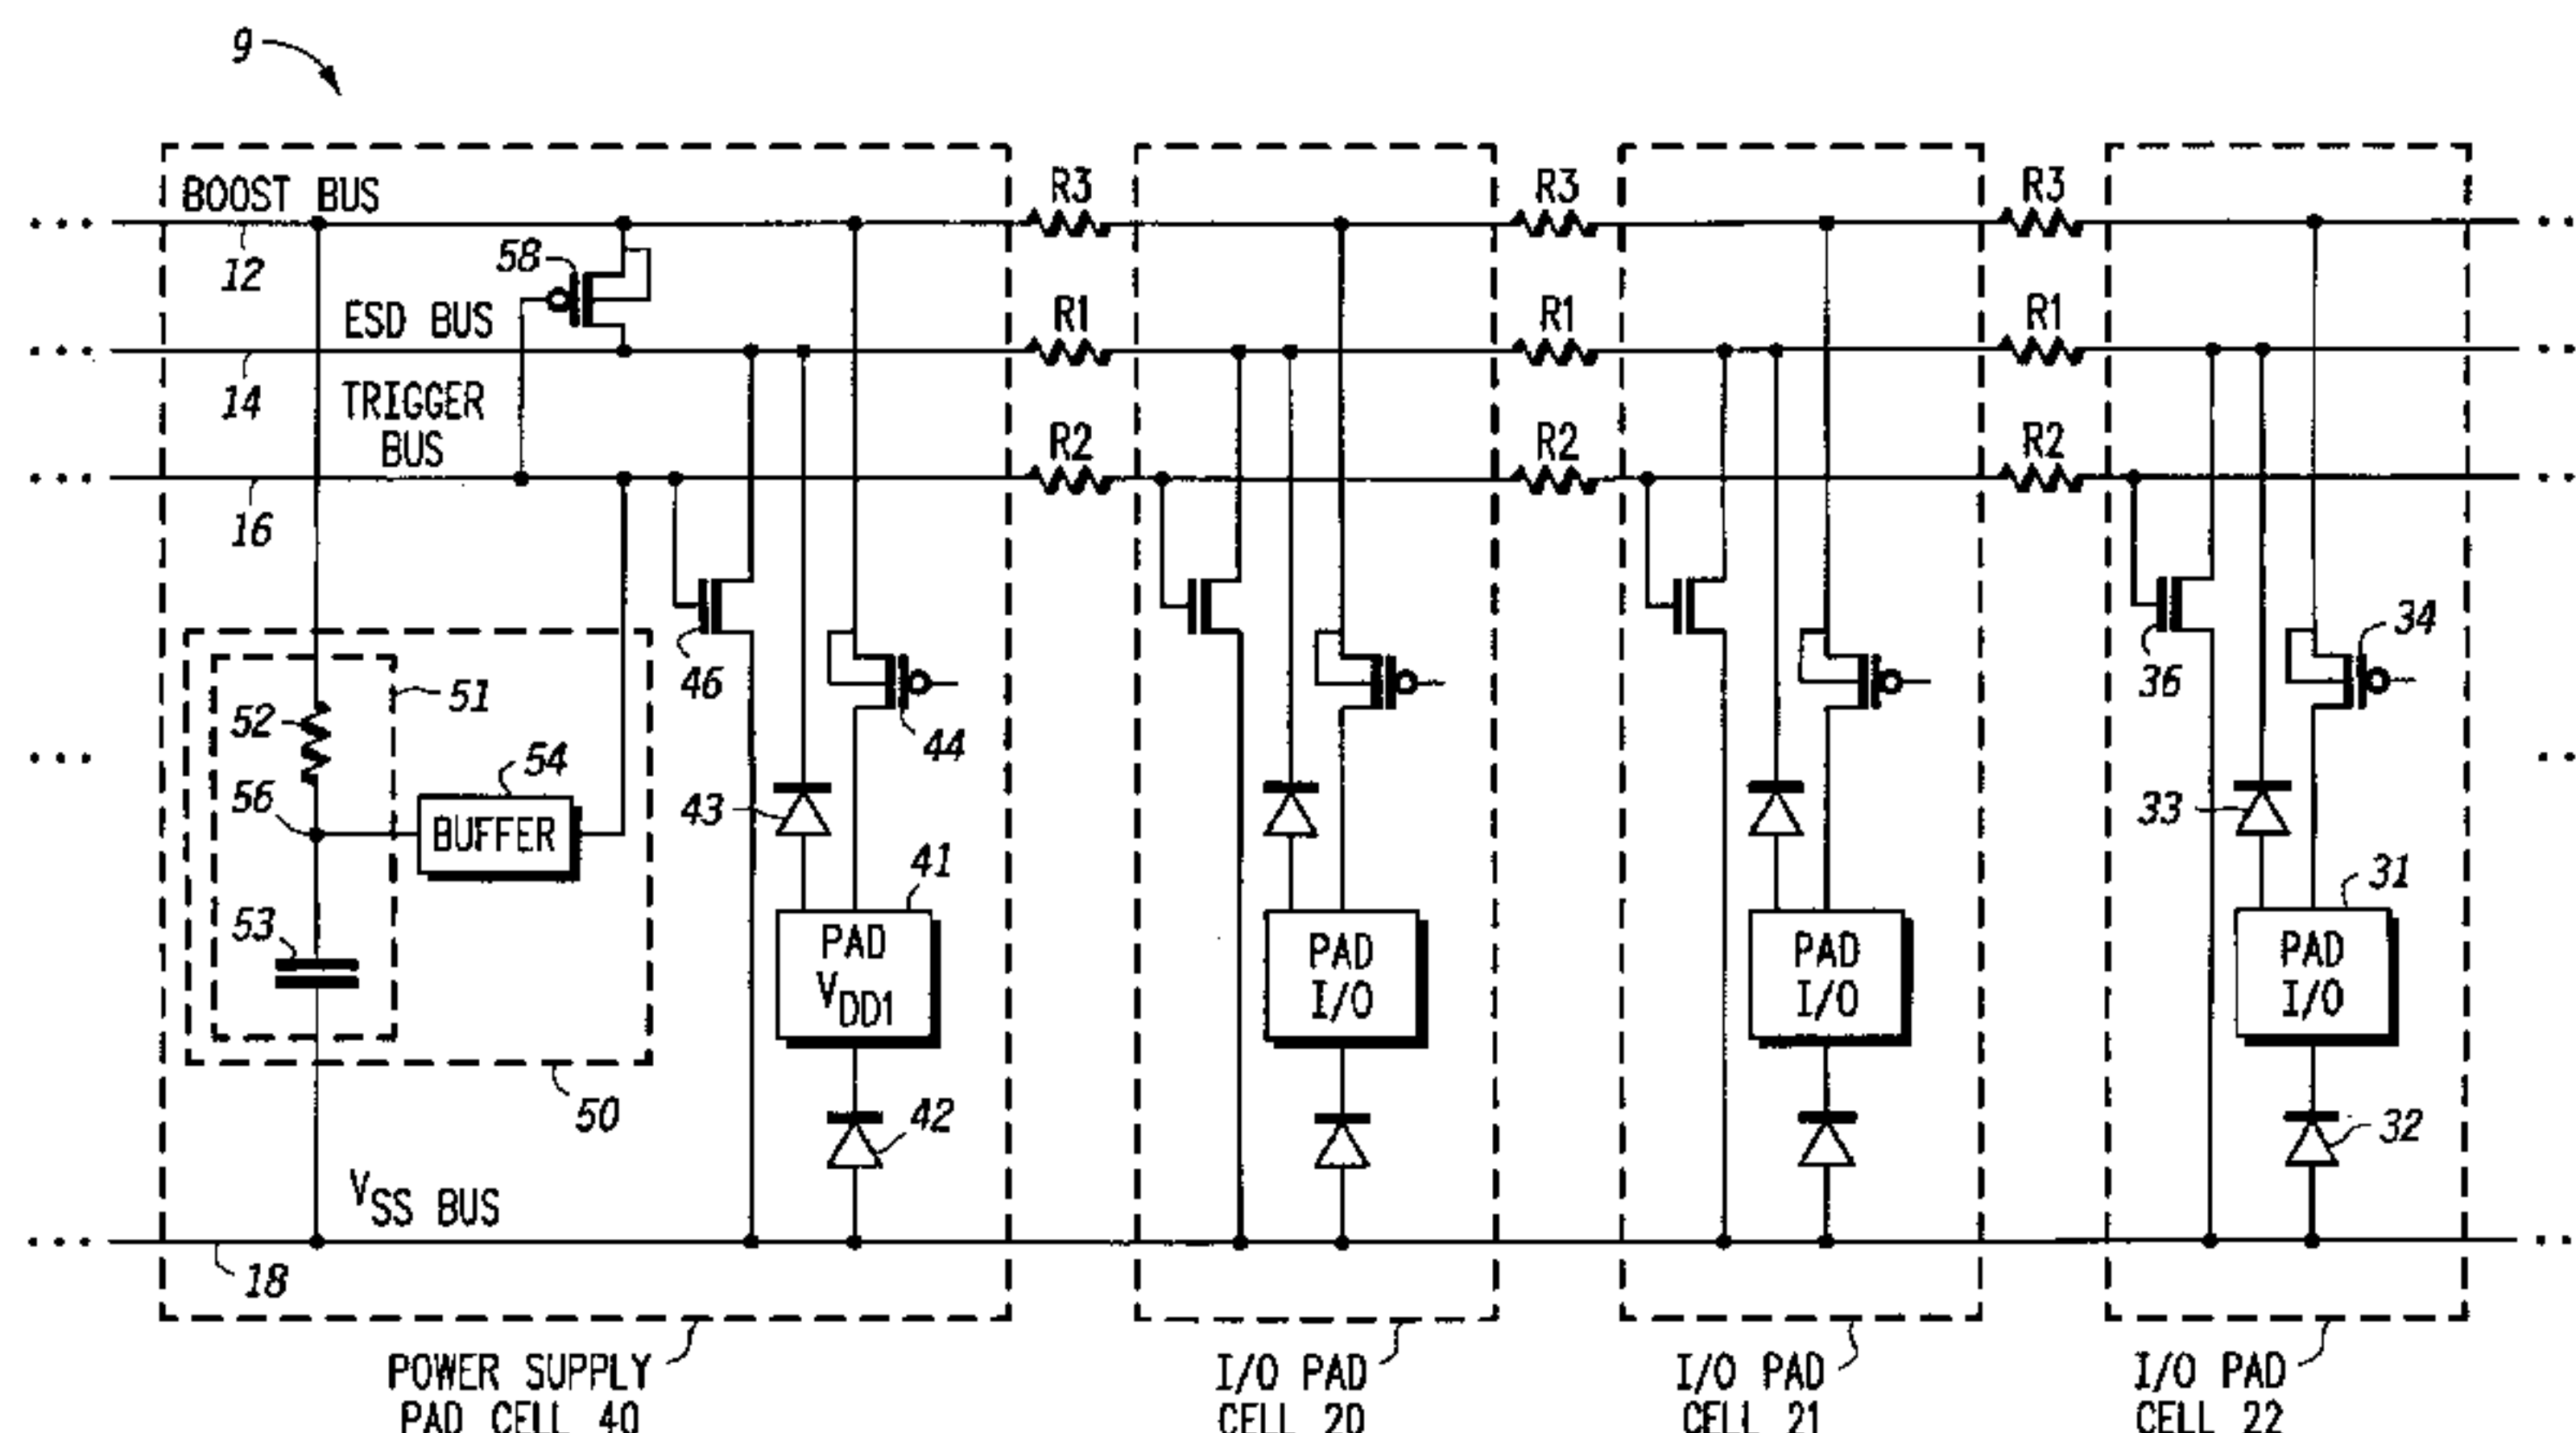 9
BOOST BUS
R3
R3
R3
12
58
ESD BUS
R1
R1
R1
14
TRIGGER
BUS
R2
R2
R2
16
46
36
34
51
52
44
54
56
BUFFER
43
33
41
31
53
PAD
VDD1
PAD
I/O
PAD
I/O
PAD
I/O
50
42
32
VSS BUS
18
POWER SUPPLY
PAD CELL 40
I/O PAD
CELL 20
I/O PAD
CELL 21
I/O PAD
CELL 22